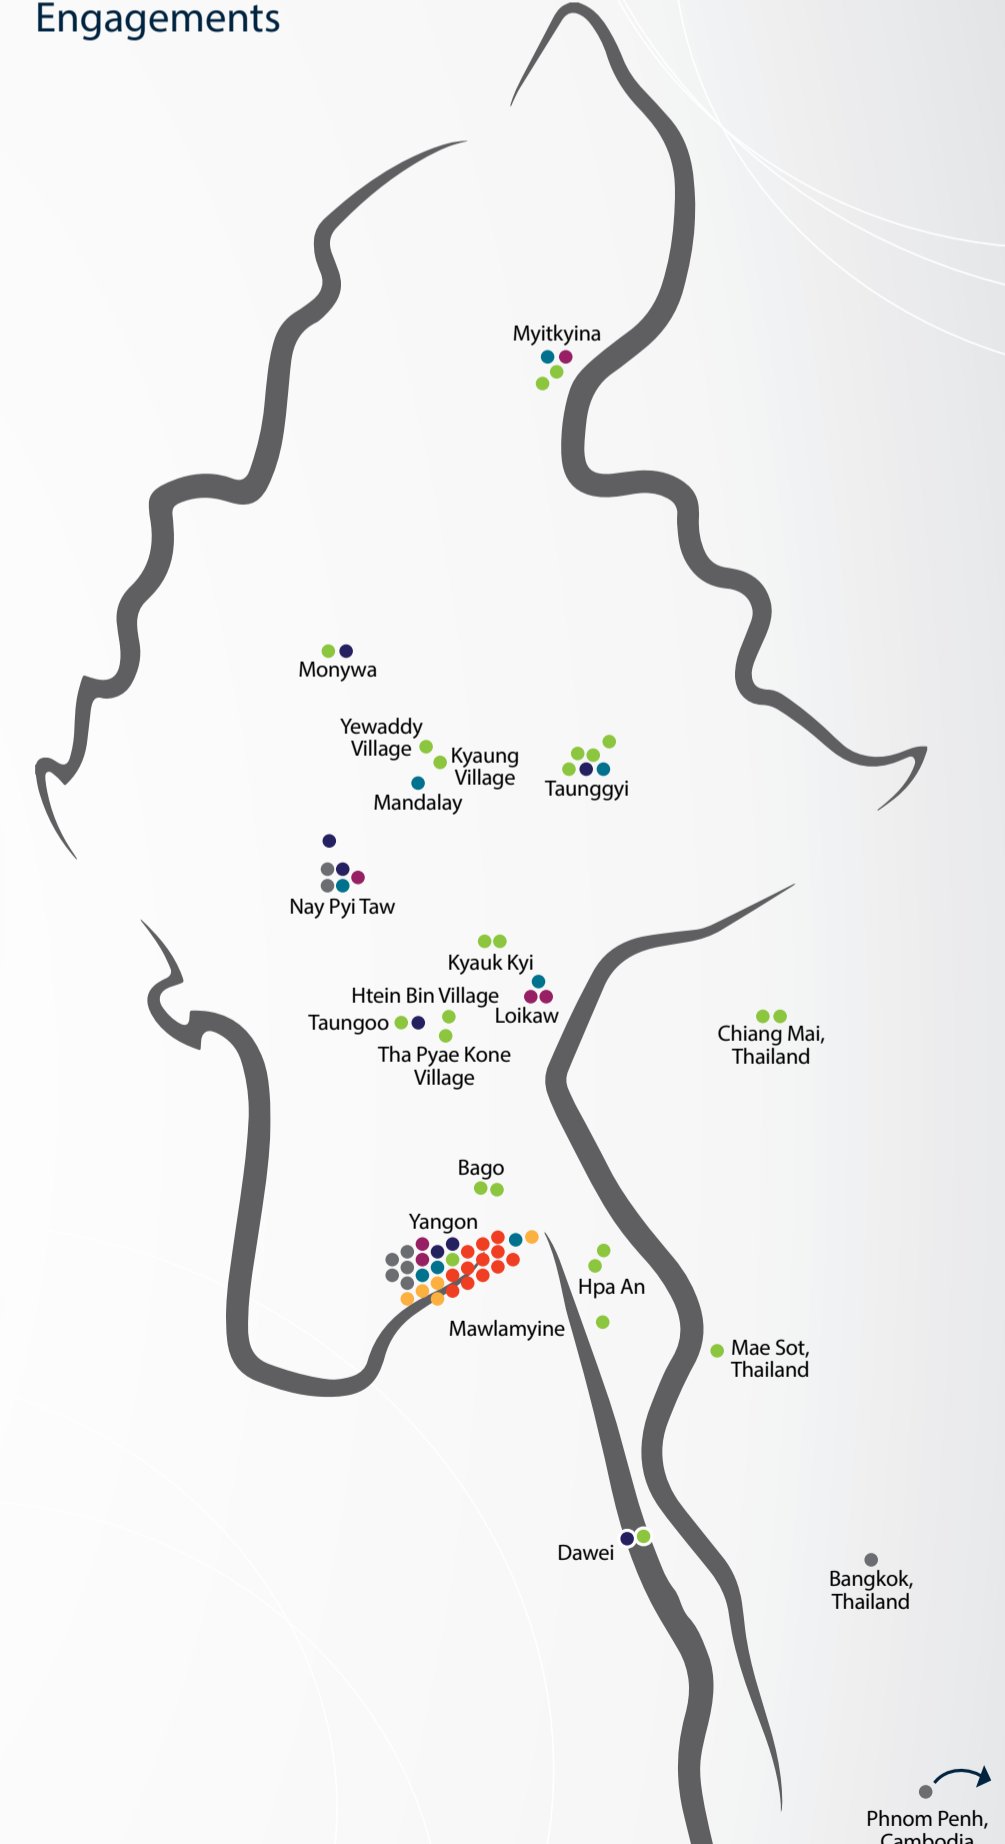 Engagements
Myitkyina
Monywa
Yewaddy
Village
Kyaung
Village
Mandalay
Taunggyi
Nay Pyi Taw
Kyauk Kyi
Htein Bin Village
Loikaw
Taungoo
Tha Pyae Kone
Village
Chiang Mai,
Thailand
Bago
Yangon
Hpa An
Mawlamyine
Mae Sot,
Thailand
Dawei
Bangkok,
Thailand
Phnom Penh,
Cambodia